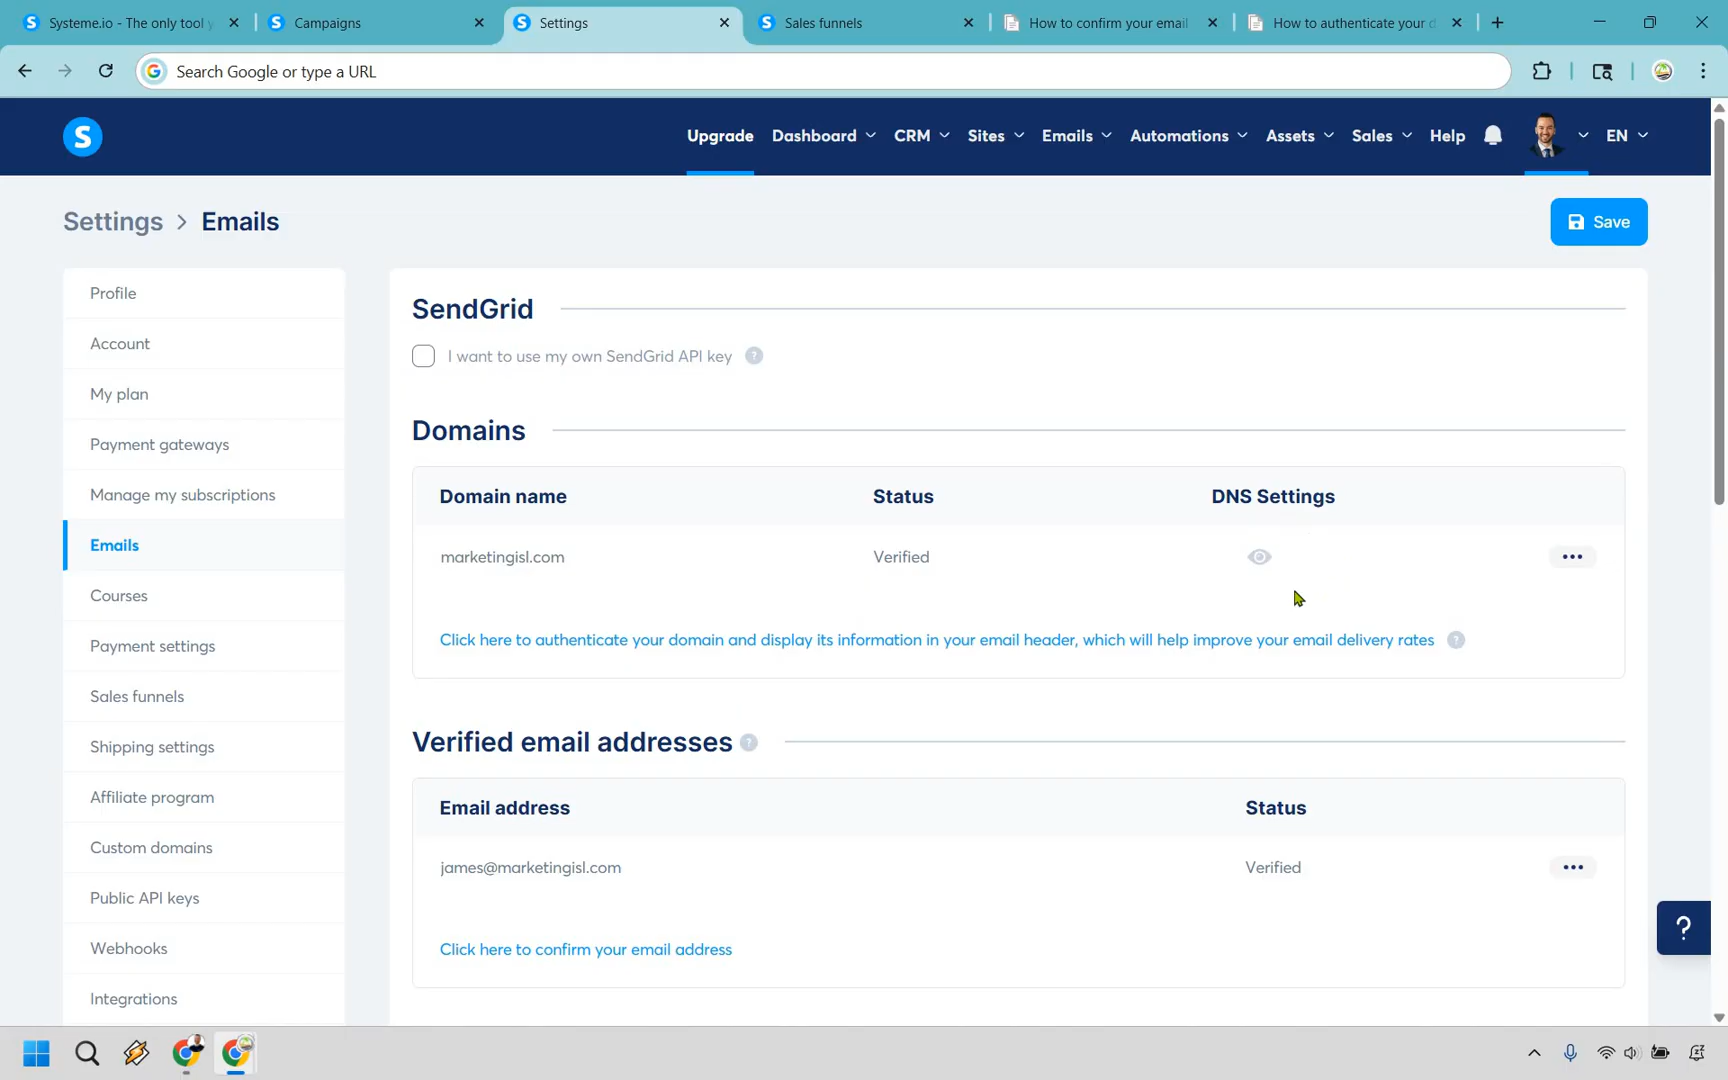 Systeme.io - The only tool y
Campaigns
Settings
Sales funnels
How to confirm your email
How to authenticate your d
Search Google or type a URL
S
Upgrade
Dashboard
CRM
Sites
Emails
Automations
Assets
Sales
Help
EN
Settings > Emails
Save
Profile
Account
My plan
Payment gateways
Manage my subscriptions
Emails
Courses
Payment settings
Sales funnels
Shipping settings
Affiliate program
Custom domains
Public API keys
Webhooks
Integrations
SendGrid
I want to use my own SendGrid API key ?
Domains
Domain name Status DNS Settings
marketingisl.com Verified
Click here to authenticate your domain and display its information in your email header, which will help improve your email delivery rates ?
Verified email addresses ?
Email address Status
james@marketingisl.com Verified
Click here to confirm your email address
?